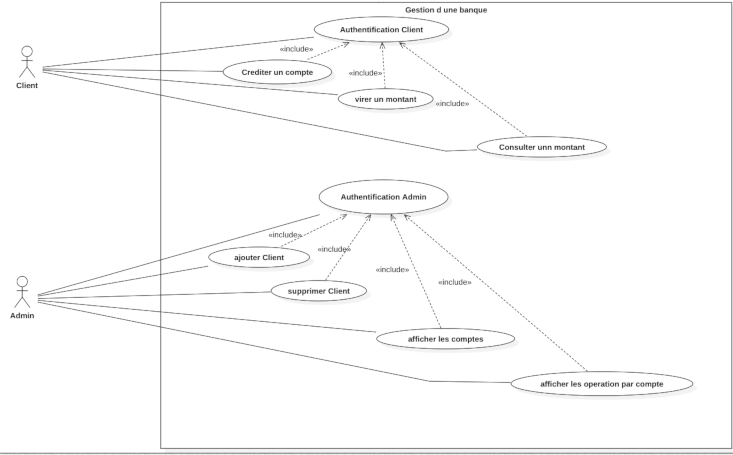 Gestion d une banque
Authentification Client
«include»
Client
Crediter un compte
«include»
virer un montant
«include»
Consulter unn montant
Authentification Admin
«include»
ajouter Client
«include»
«include»
supprimer Client
«include»
Admin
afficher les comptes
afficher les operation par compte